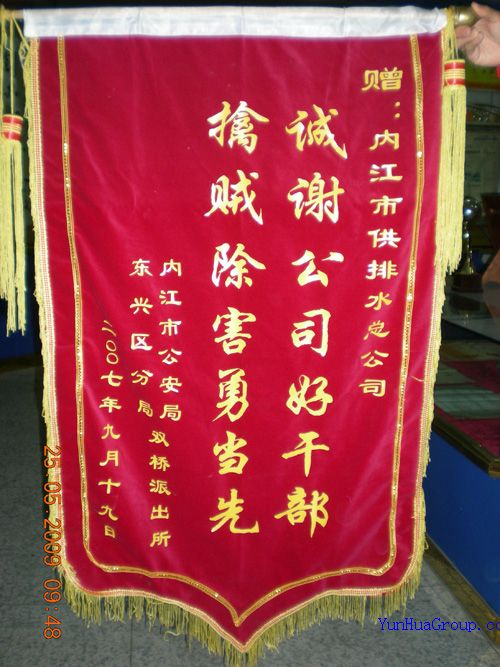 赠：内江市供排水总公司
诚谢公司好干部
擒贼除害勇当先
内江市公安局双桥派出所
东兴区分局
二〇〇七年九月十九日
25 05 2009 09:48
YunHuaGroup.co